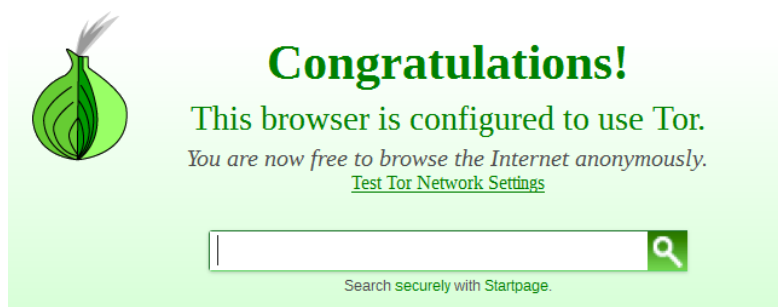 Congratulations!
This browser is configured to use Tor.
You are now free to browse the Internet anonymously.
Test Tor Network Settings
Search securely with Startpage.